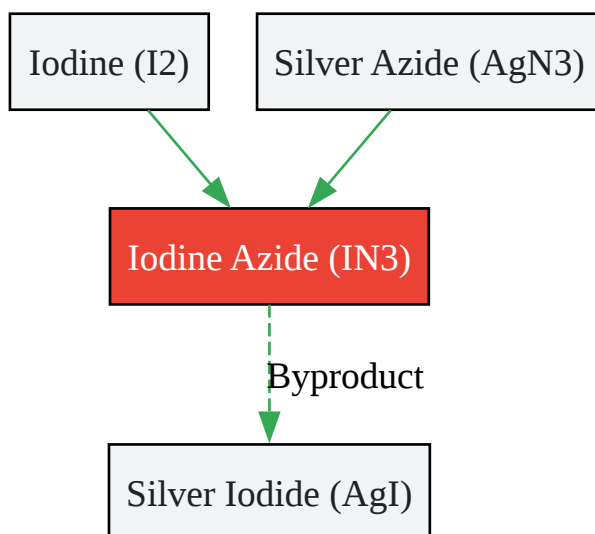 Iodine (I2)
Silver Azide (AgN3)
Iodine Azide (IN3)
Byproduct
Silver Iodide (AgI)